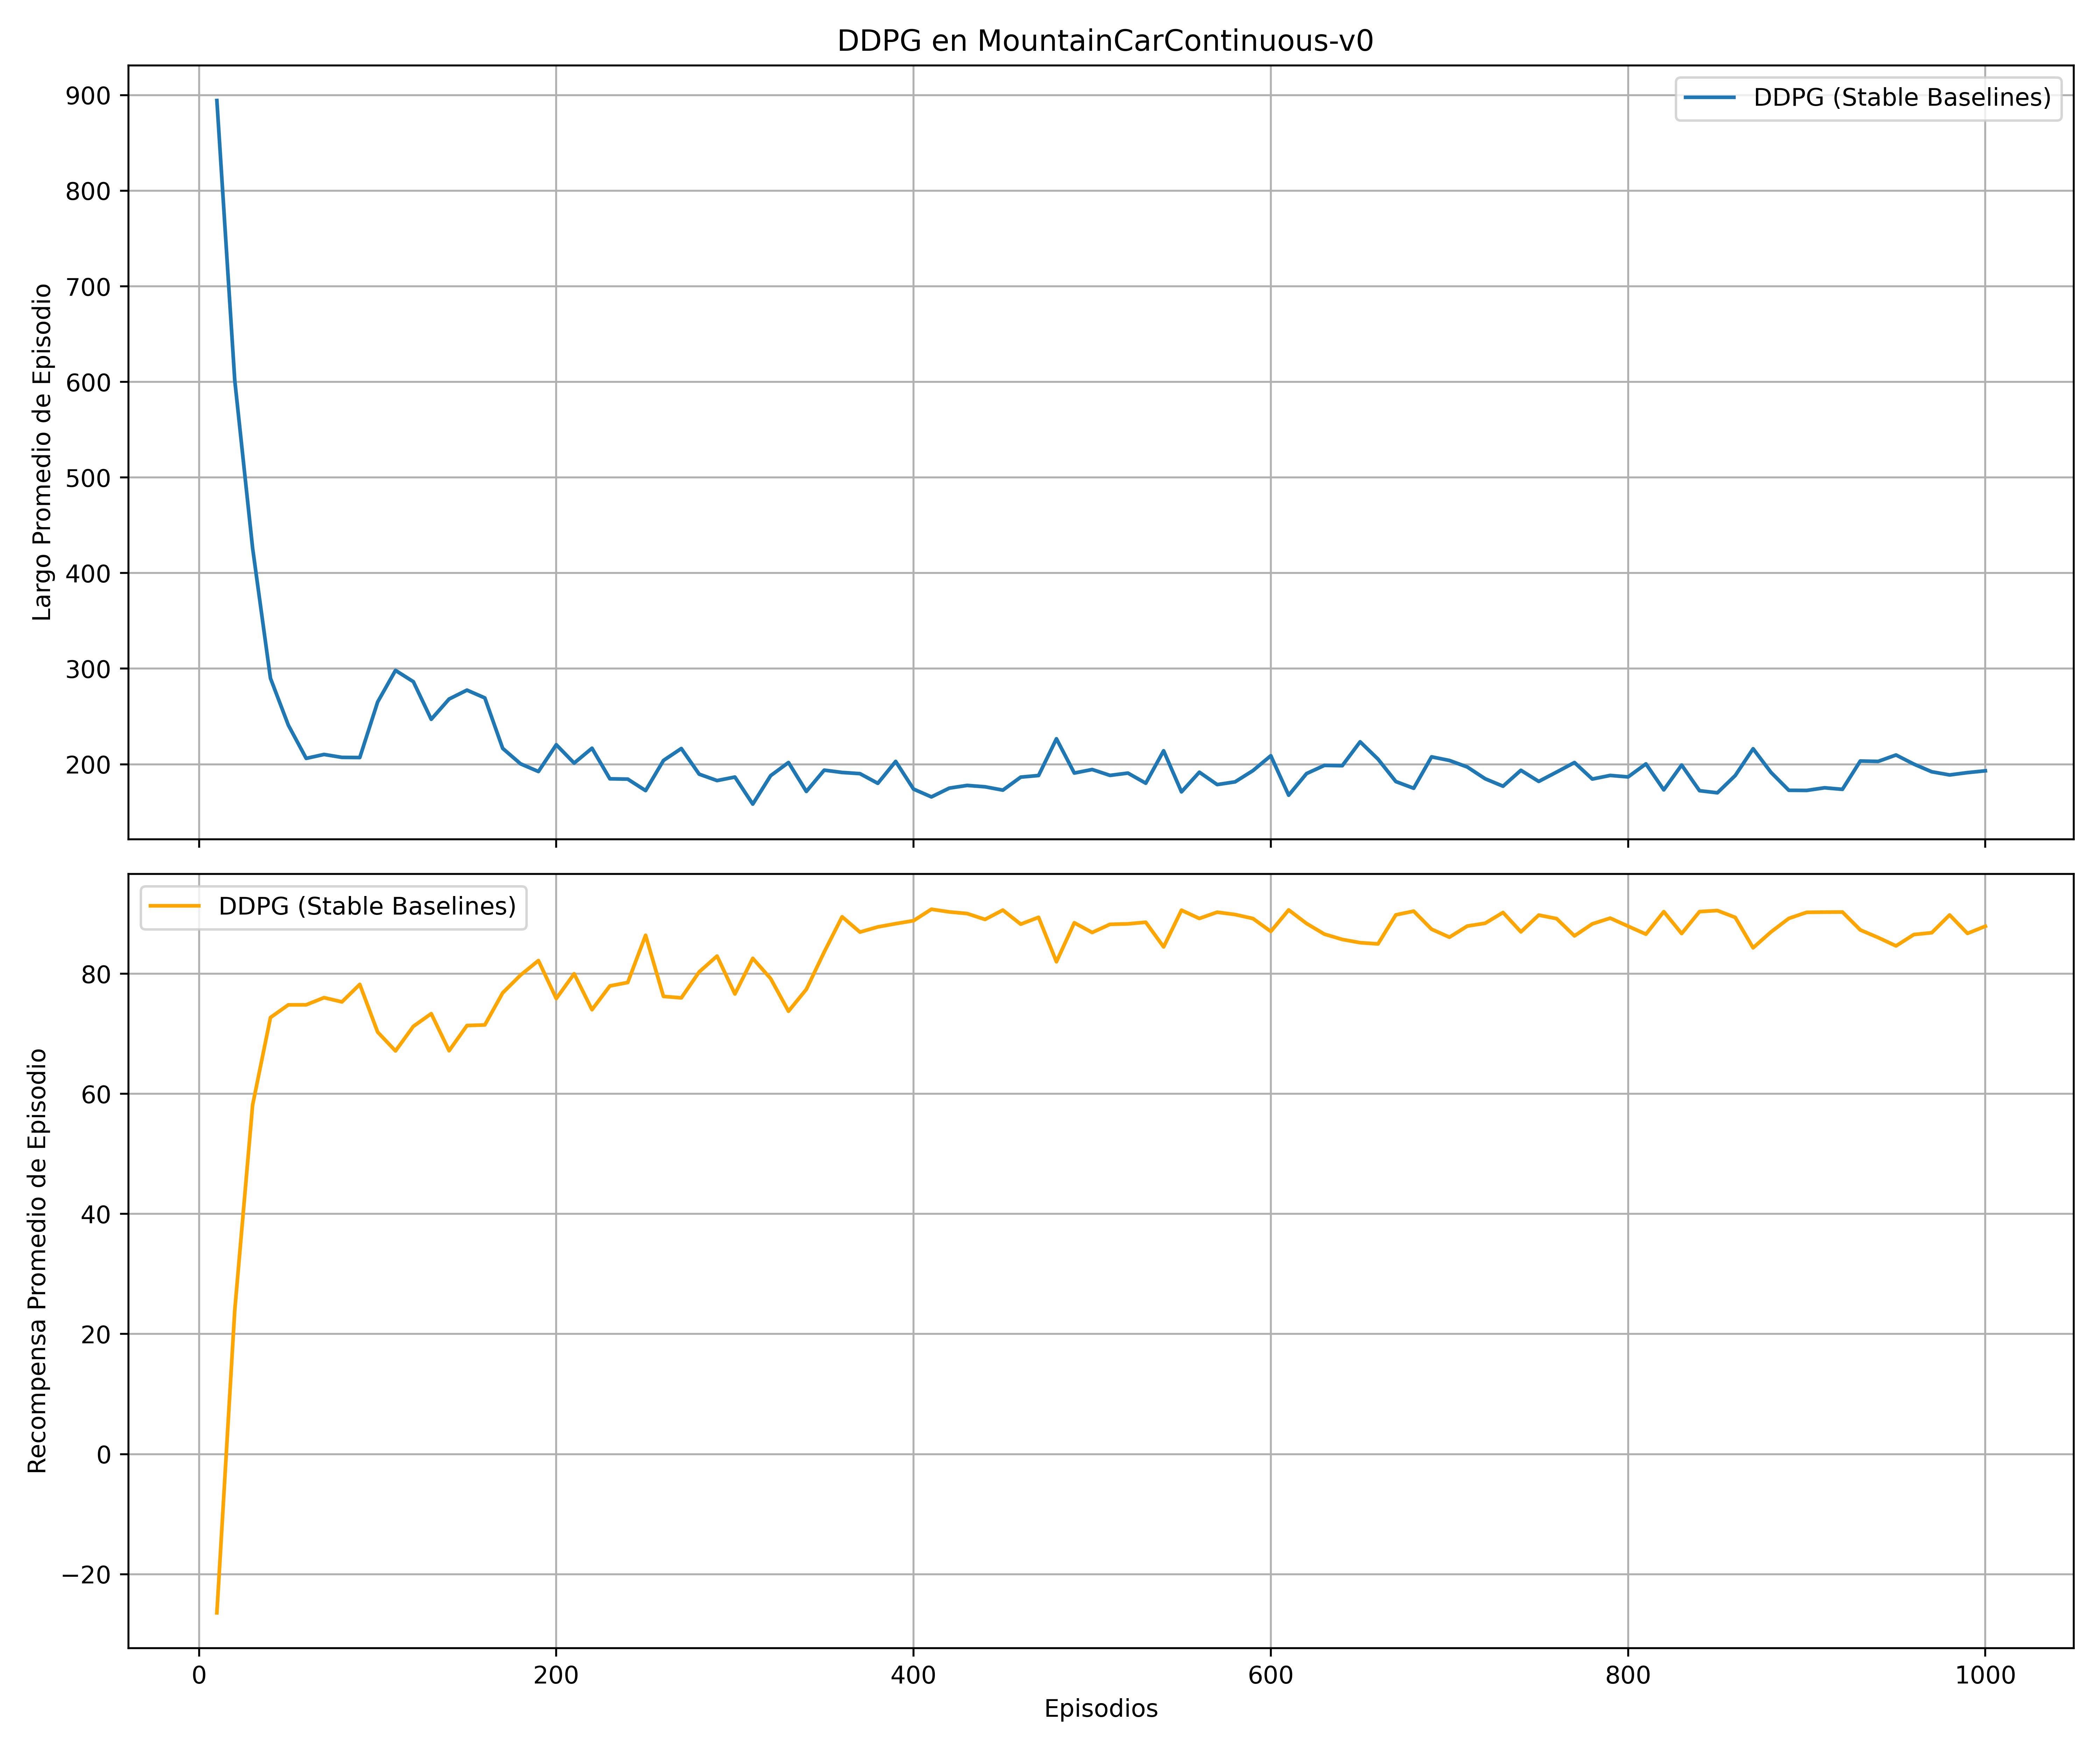 DDPG en MountainCarContinuous-v0
DDPG (Stable Baselines)
Largo Promedio de Episodio
900
800
700
600
500
400
300
200
DDPG (Stable Baselines)
Recompensa Promedio de Episodio
80
60
40
20
0
−20
0 200 400 600 800 1000
Episodios